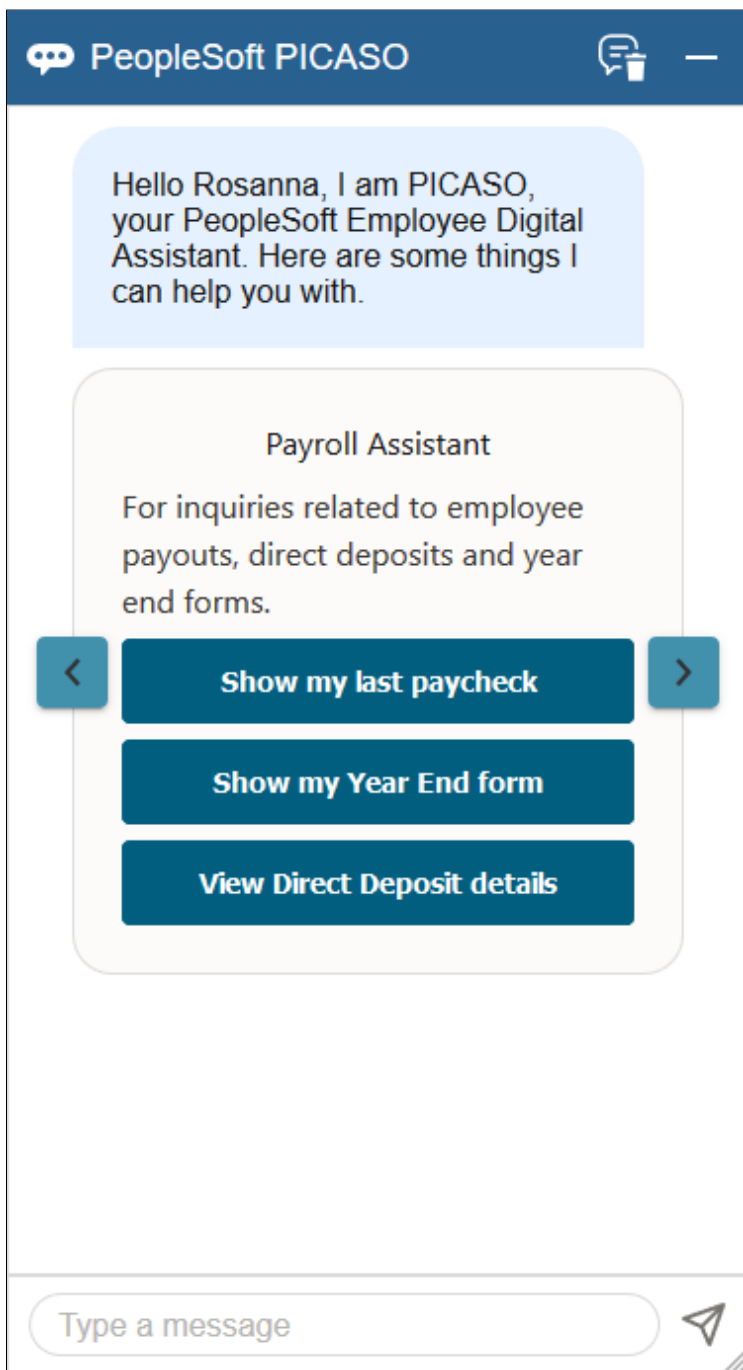 PeopleSoft PICASO
Hello Rosanna, I am PICASO,
your PeopleSoft Employee Digital
Assistant. Here are some things I
can help you with.
Payroll Assistant
For inquiries related to employee
payouts, direct deposits and year
end forms.
Show my last paycheck
Show my Year End form
View Direct Deposit details
Type a message